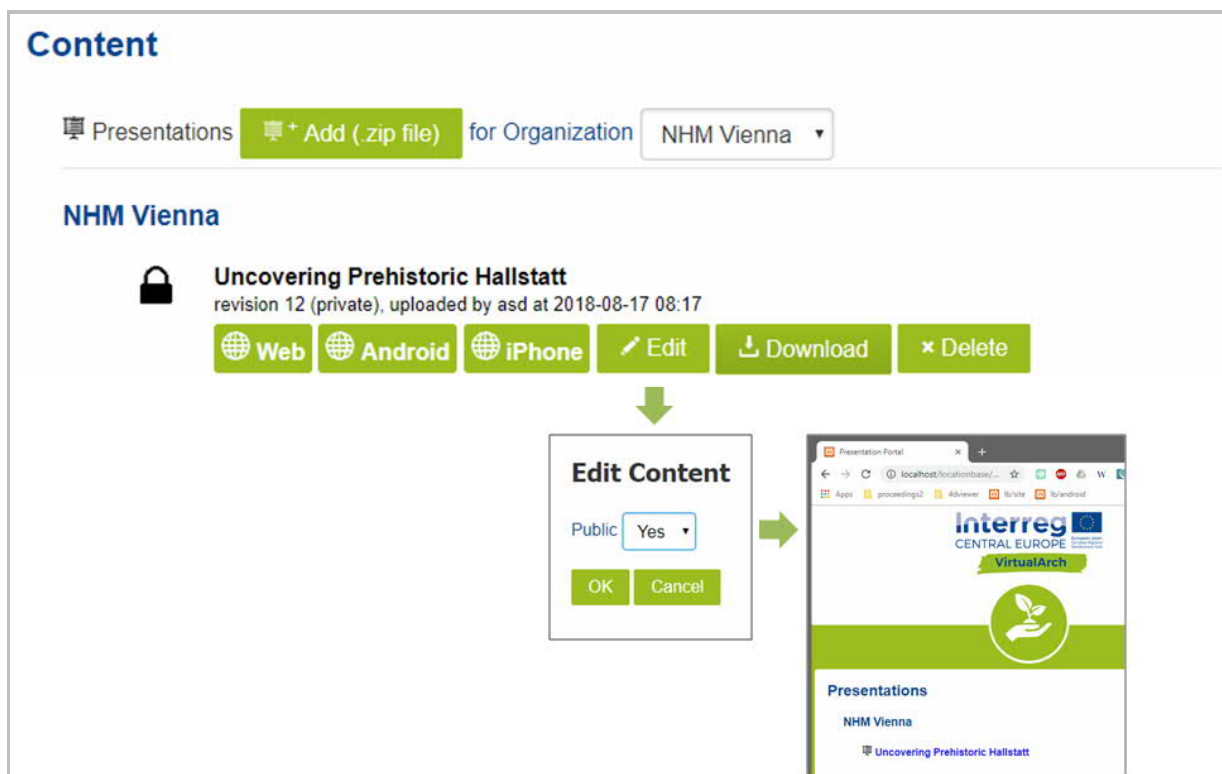 Content
Presentations + Add (.zip file) for Organization NHM Vienna
NHM Vienna
Uncovering Prehistoric Hallstatt
revision 12 (private), uploaded by asd at 2018-08-17 08:17
Web Android iPhone Edit Download × Delete
Edit Content
Public Yes
OK Cancel
Presentation Portal × +
localhost/locationbase/... W
Apps proceedings2 4dviewer lb/site lb/android
Interreg
CENTRAL EUROPE
VirtualArch
Presentations
NHM Vienna
Uncovering Prehistoric Hallstatt